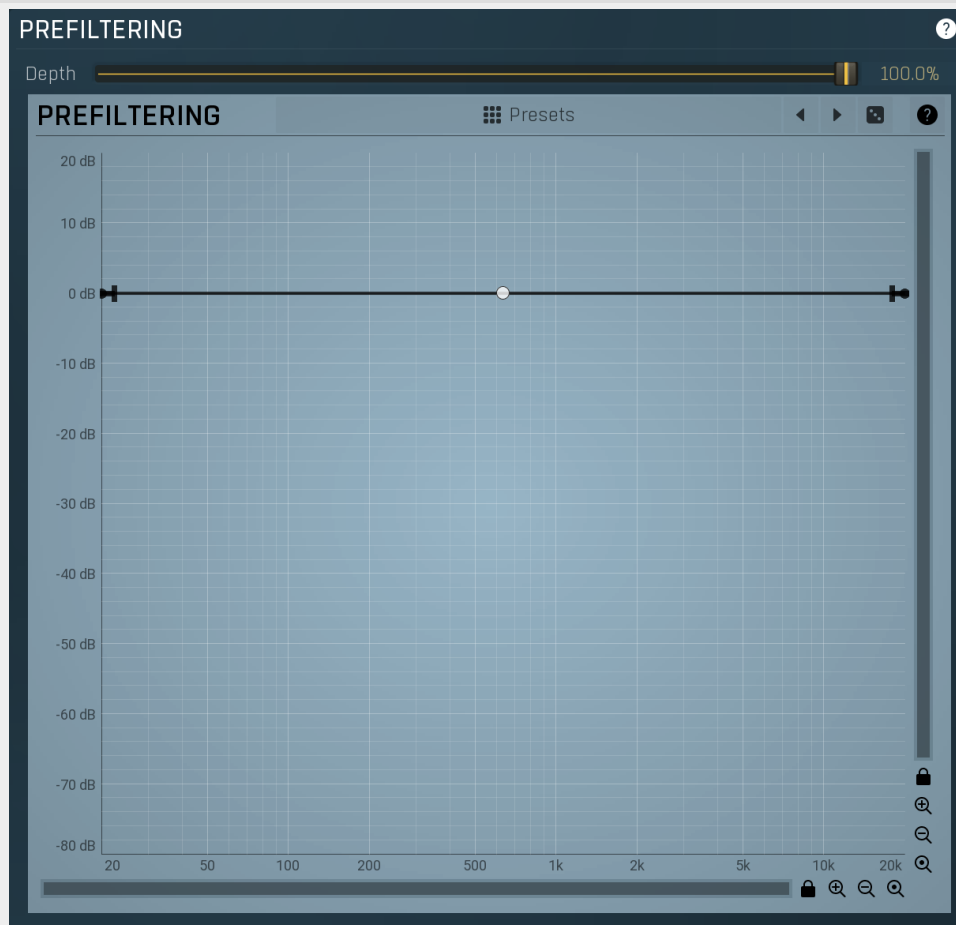 PREFILTERING ?
Depth 100.0%
PREFILTERING Presets ?
20 dB
10 dB
0 dB
-10 dB
-20 dB
-30 dB
-40 dB
-50 dB
-60 dB
-70 dB
-80 dB
20 50 100 200 500 1k 2k 5k 10k 20k